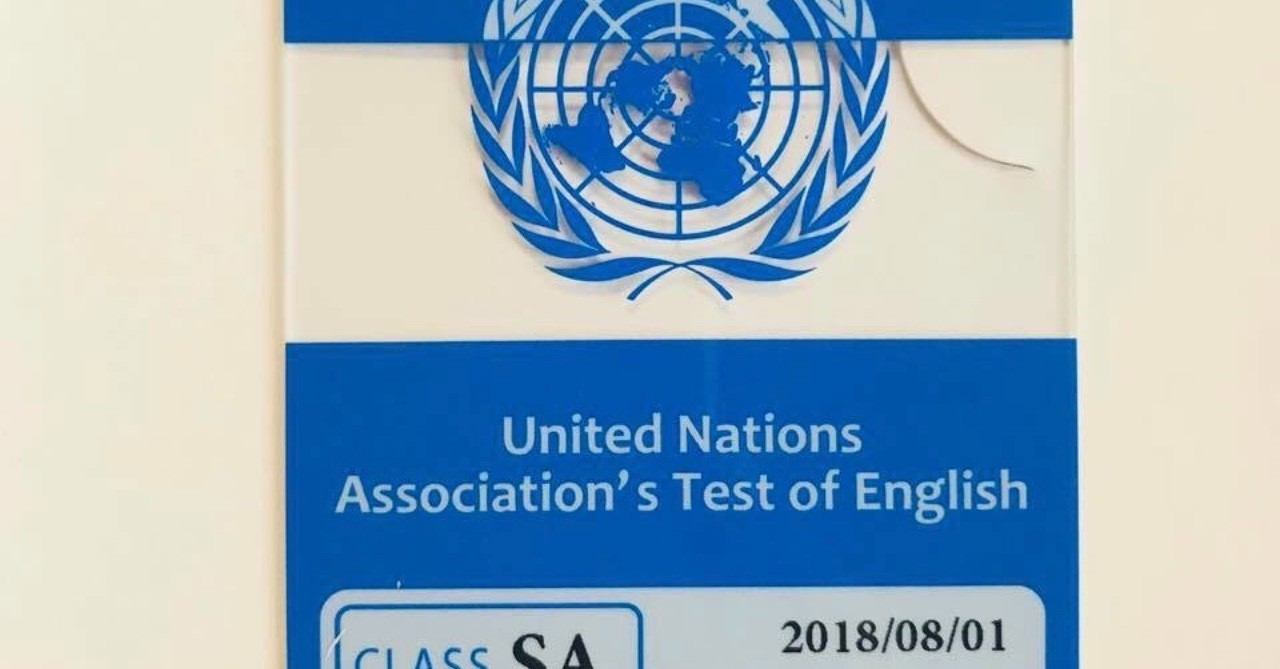 United Nations
Association's Test of English
CLASS SA
2018/08/01